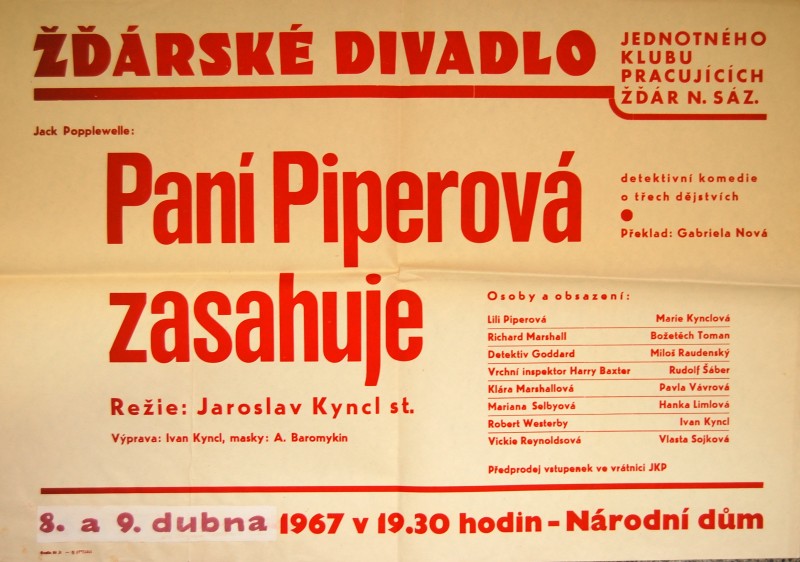 ŽĎÁRSKÉ DIVADLO
JEDNOTNÉHO
KLUBU
PRACUJÍCÍCH
ŽĎÁR N. SÁZ.
Jack Popplewelle:
Paní Piperová
zasahuje
detektivní komedie
o třech dějstvích
Překlad: Gabriela Nová
Režie: Jaroslav Kyncl st.
Výprava: Ivan Kyncl, masky: A. Baromykin
Osoby a obsazení:
Lili Piperová Marie Kynclová
Richard Marshall Božetěch Toman
Detektiv Goddard Miloš Raudenský
Vrchní inspektor Harry Baxter Rudolf Šáber
Klára Marshallová Pavla Vávrová
Mariana Selbyová Hanka Limlová
Robert Westerby Ivan Kyncl
Vickie Reynoldsová Vlasta Sojková
Předprodej vstupenek ve vrátnici JKP
8. a 9. dubna 1967 v 19.30 hodin - Národní dům